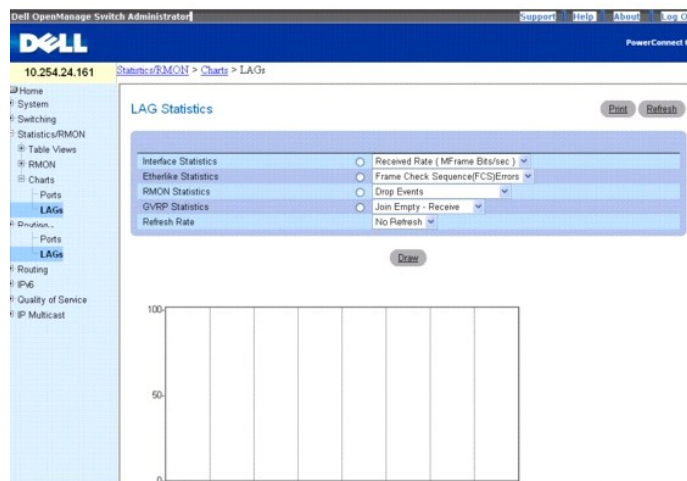 Dell OpenManage Switch Administrator
Support Help About Log O
DELL
PowerConnect
10.254.24.161
Statistics/RMON > Charts > LAGs
Home
System
Switching
Statistics/RMON
Table Views
RMON
Charts
Ports
LAGs
Ports
LAGs
Routing
IPv6
Quality of Service
IP Multicast
LAG Statistics
Print Refresh
Interface Statistics Received Rate ( MFrame Bits/sec )
Etherlike Statistics Frame Check Sequence(FCS)Errors
RMON Statistics Drop Events
GVRP Statistics Join Empty - Receive
Refresh Rate No Refresh
Draw
100
50
0